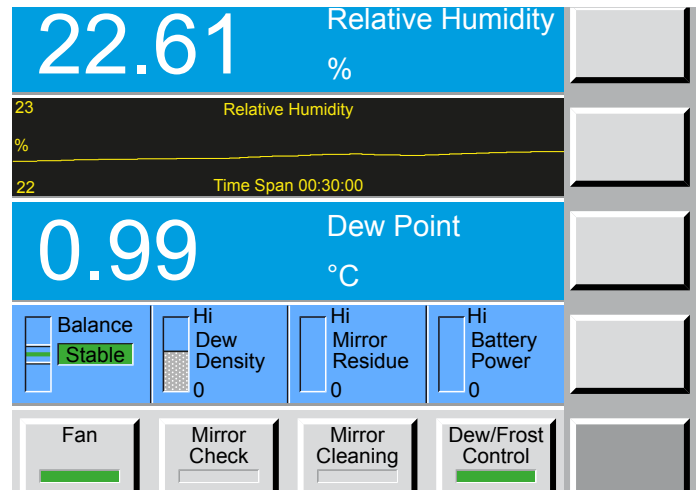 22.61
Relative Humidity
%
23
Relative Humidity
%
22
Time Span 00:30:00
0.99
Dew Point
°C
Balance
Stable
Hi
Dew
Density
0
Hi
Mirror
Residue
0
Hi
Battery
Power
0
Fan
Mirror
Check
Mirror
Cleaning
Dew/Frost
Control